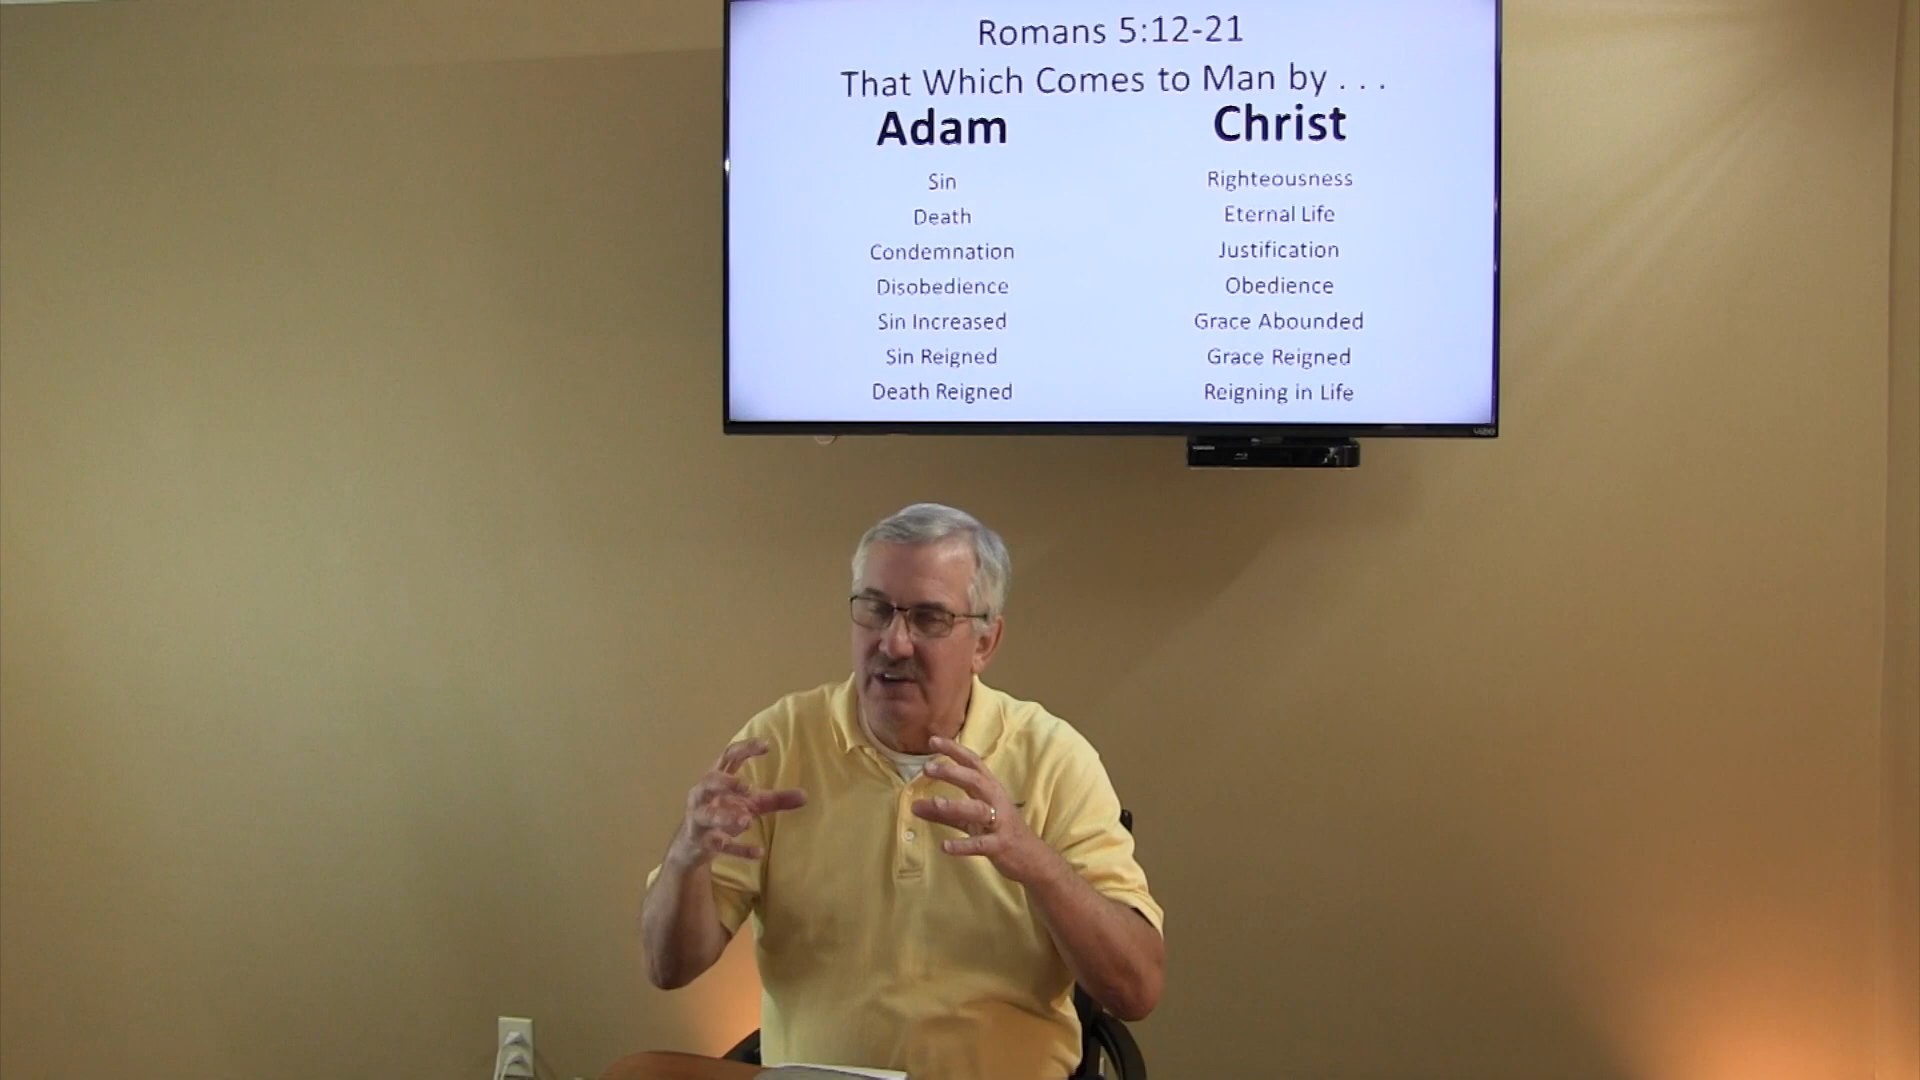 Romans 5:12-21
That Which Comes to Man by . . .
Adam Christ
Sin Righteousness
Death Eternal Life
Condemnation Justification
Disobedience Obedience
Sin Increased Grace Abounded
Sin Reigned Grace Reigned
Death Reigned Reigning in Life
VIZIO